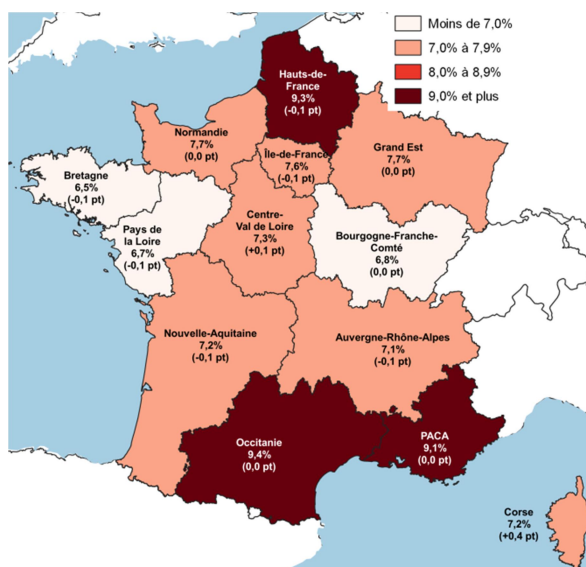 Moins de 7,0%
7,0% à 7,9%
8,0% à 8,9%
9,0% et plus
Hauts-de-
France
9,3%
(-0,1 pt)
Normandie
7,7%
(0,0 pt)
Île-de-France
7,6%
(-0,1 pt)
Grand Est
7,7%
(0,0 pt)
Bretagne
6,5%
(-0,1 pt)
Pays de
la Loire
6,7%
(-0,1 pt)
Centre-
Val de Loire
7,3%
(+0,1 pt)
Bourgogne-Franche-
Comté
6,8%
(0,0 pt)
Nouvelle-Aquitaine
7,2%
(-0,1 pt)
Auvergne-Rhône-Alpes
7,1%
(-0,1 pt)
Occitanie
9,4%
(0,0 pt)
PACA
9,1%
(0,0 pt)
Corse
7,2%
(+0,4 pt)